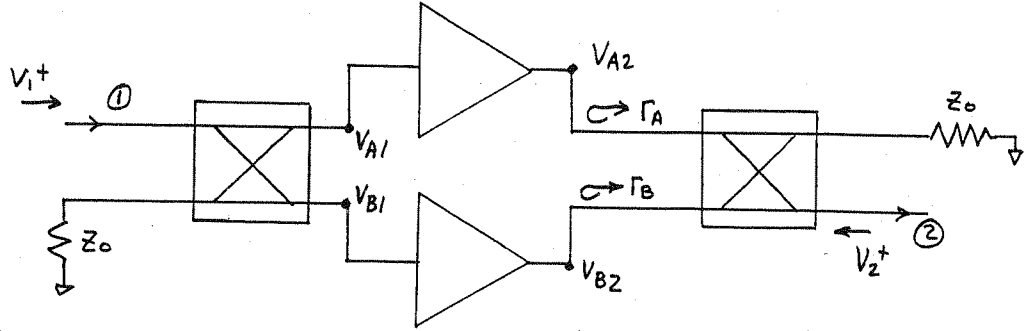 V1+
①
VA1
VB1
Z0
VA2
ΓA
ΓB
VB2
Z0
V2+
②